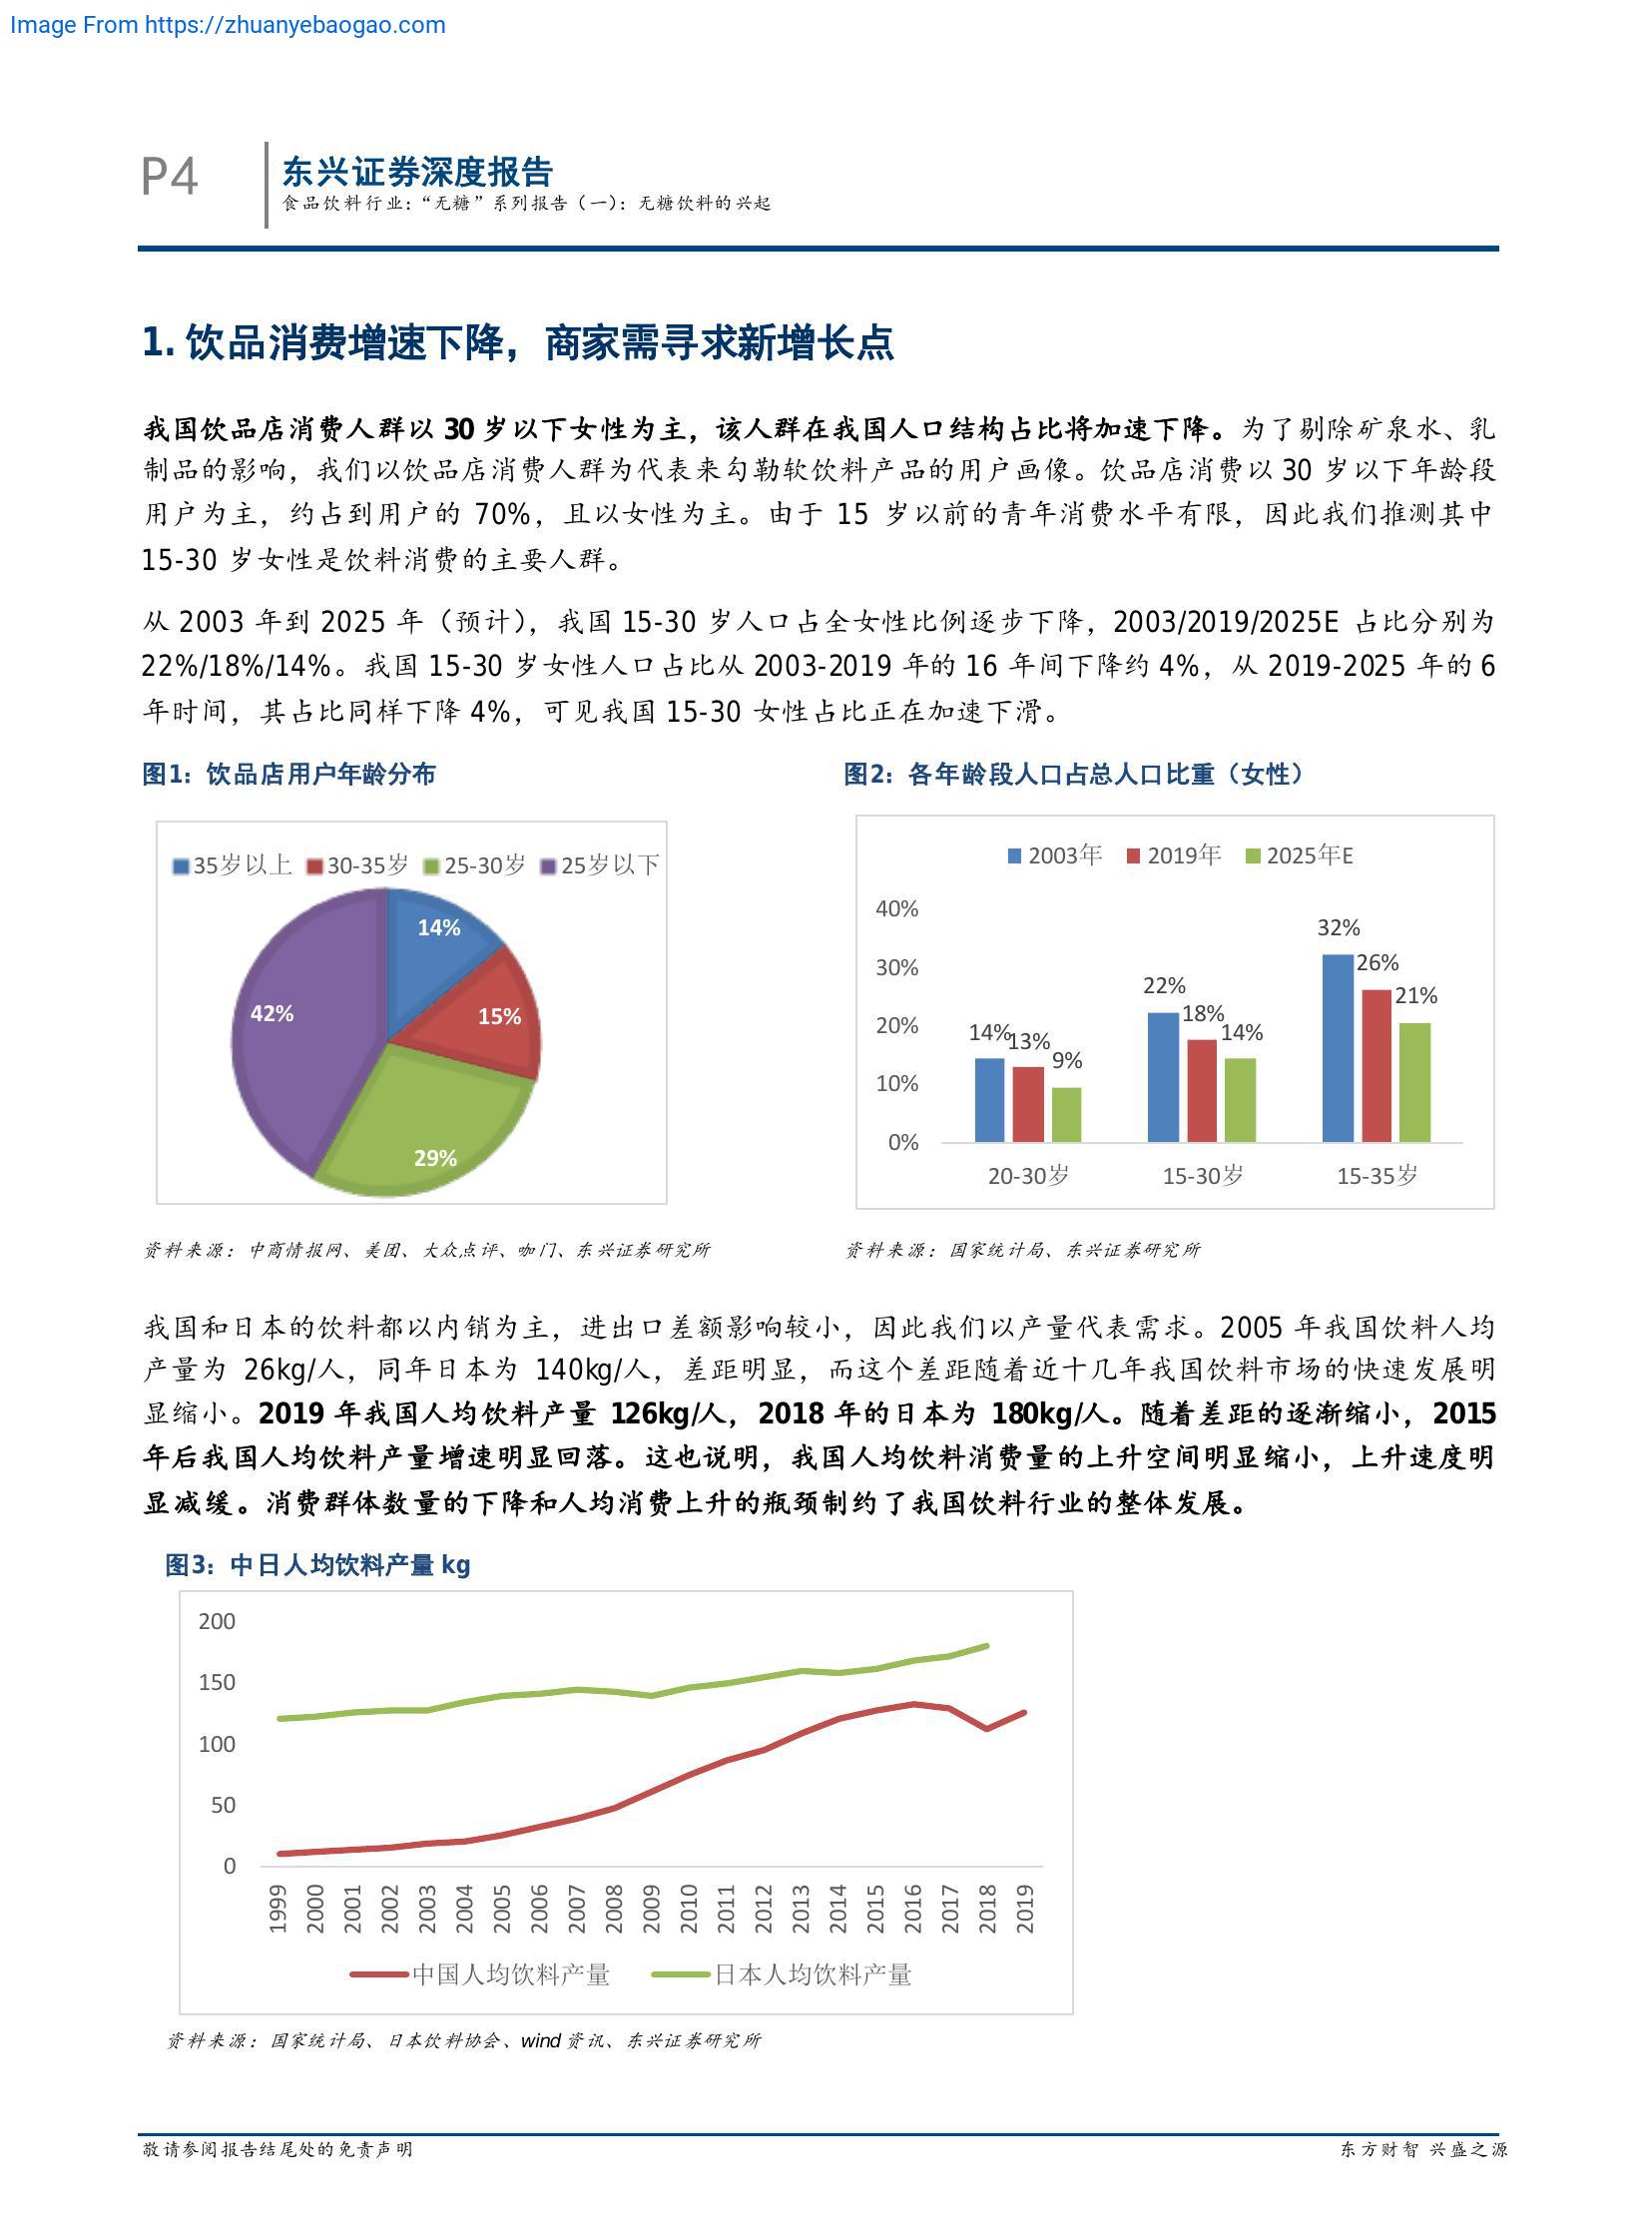 Image From https://zhuanyebaogao.com
P4
东兴证券深度报告
食品饮料行业：“无糖”系列报告（一）：无糖饮料的兴起
1. 饮品消费增速下降，商家需寻求新增长点
我国饮品店消费人群以 30 岁以下女性为主，该人群在我国人口结构占比将加速下降。为了剔除矿泉水、乳
制品的影响，我们以饮品店消费人群为代表来勾勒软饮料产品的用户画像。饮品店消费以 30 岁以下年龄段
用户为主，约占到用户的 70%，且以女性为主。由于 15 岁以前的青年消费水平有限，因此我们推测其中
15-30 岁女性是饮料消费的主要人群。
从 2003 年到 2025 年（预计），我国 15-30 岁人口占全女性比例逐步下降，2003/2019/2025E 占比分别为
22%/18%/14%。我国 15-30 岁女性人口占比从 2003-2019 年的 16 年间下降约 4%，从 2019-2025 年的 6
年时间，其占比同样下降 4%，可见我国 15-30 女性占比正在加速下滑。
图1：饮品店用户年龄分布
35岁以上 30-35岁 25-30岁 25岁以下
14%
15%
42%
29%
资料来源：中商情报网、美团、大众点评、咖门、东兴证券研究所
图2：各年龄段人口占总人口比重（女性）
2003年 2019年 2025年E
40%
30%
20%
10%
0%
14% 13% 9%
22% 18% 14%
32% 26% 21%
20-30岁 15-30岁 15-35岁
资料来源：国家统计局、东兴证券研究所
我国和日本的饮料都以内销为主，进出口差额影响较小，因此我们以产量代表需求。2005 年我国饮料人均
产量为 26kg/人，同年日本为 140kg/人，差距明显，而这个差距随着近十几年我国饮料市场的快速发展明
显缩小。2019 年我国人均饮料产量 126kg/人，2018 年的日本为 180kg/人。随着差距的逐渐缩小，2015
年后我国人均饮料产量增速明显回落。这也说明，我国人均饮料消费量的上升空间明显缩小，上升速度明
显减缓。消费群体数量的下降和人均消费上升的瓶颈制约了我国饮料行业的整体发展。
图3：中日人均饮料产量 kg
200
150
100
50
0
1999 2000 2001 2002 2003 2004 2005 2006 2007 2008 2009 2010 2011 2012 2013 2014 2015 2016 2017 2018 2019
中国人均饮料产量 日本人均饮料产量
资料来源：国家统计局、日本饮料协会、wind 资讯、东兴证券研究所
敬请参阅报告结尾处的免责声明
东方财智 兴盛之源